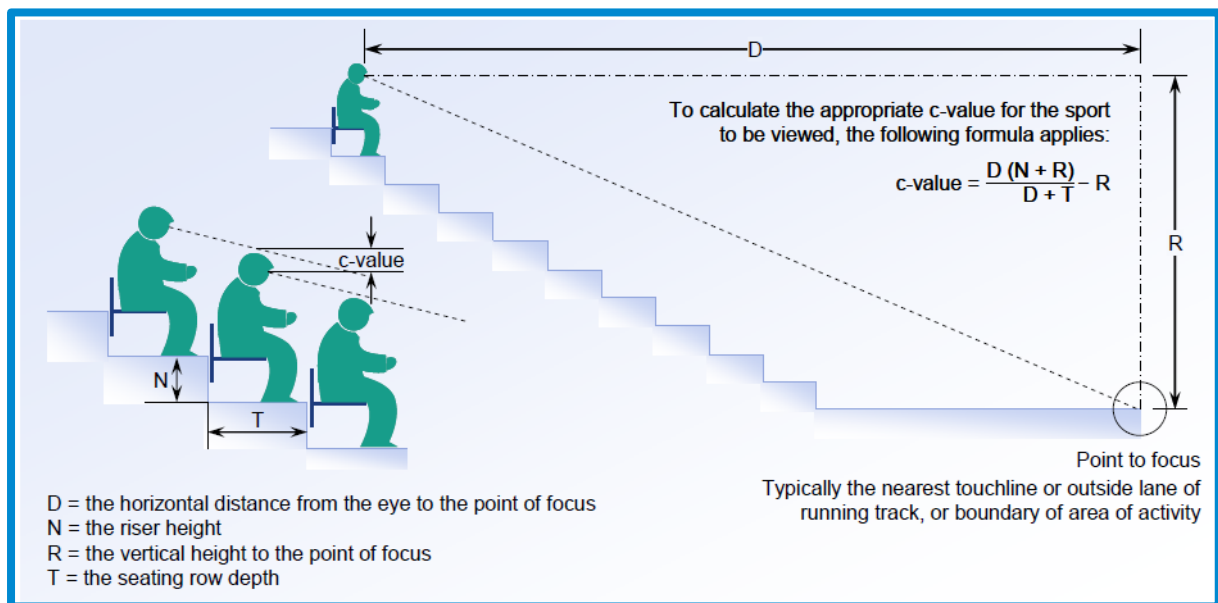 D
To calculate the appropriate c-value for the sport
to be viewed, the following formula applies:
c-value = D (N + R) / D + T − R
R
c-value
N
T
Point to focus
Typically the nearest touchline or outside lane of
running track, or boundary of area of activity
D = the horizontal distance from the eye to the point of focus
N = the riser height
R = the vertical height to the point of focus
T = the seating row depth